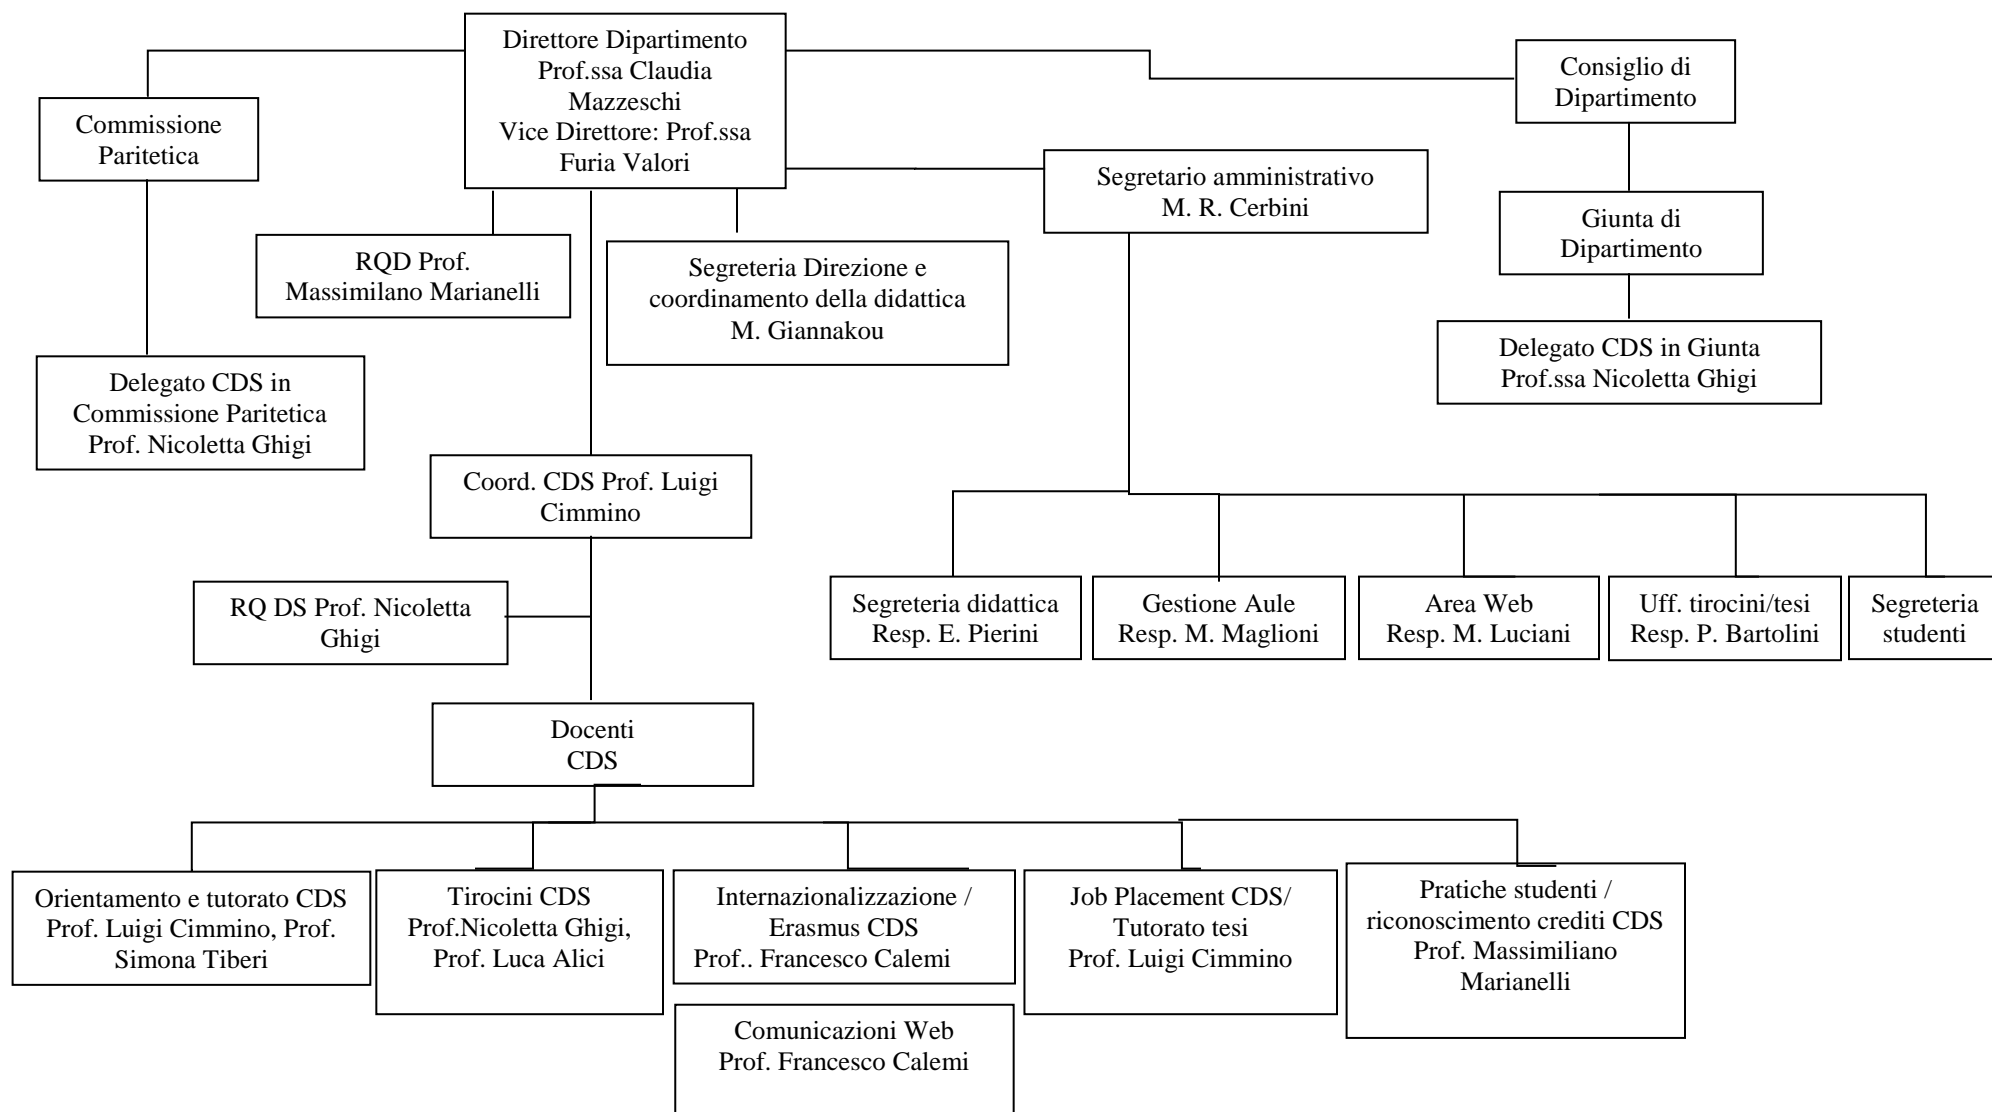 Direttore Dipartimento
Prof.ssa Claudia
Mazzeschi
Vice Direttore: Prof.ssa
Furia Valori
Consiglio di
Dipartimento
Commissione
Paritetica
Segretario amministrativo
M. R. Cerbini
Giunta di
Dipartimento
RQD Prof.
Massimilano Marianelli
Segreteria Direzione e
coordinamento della didattica
M. Giannakou
Delegato CDS in Giunta
Prof.ssa Nicoletta Ghigi
Delegato CDS in
Commissione Paritetica
Prof. Nicoletta Ghigi
Coord. CDS Prof. Luigi
Cimmino
RQ DS Prof. Nicoletta
Ghigi
Segreteria didattica
Resp. E. Pierini
Gestione Aule
Resp. M. Maglioni
Area Web
Resp. M. Luciani
Uff. tirocini/tesi
Resp. P. Bartolini
Segreteria
studenti
Docenti
CDS
Orientamento e tutorato CDS
Prof. Luigi Cimmino, Prof.
Simona Tiberi
Tirocini CDS
Prof.Nicoletta Ghigi,
Prof. Luca Alici
Internazionalizzazione /
Erasmus CDS
Prof.. Francesco Calemi
Job Placement CDS/
Tutorato tesi
Prof. Luigi Cimmino
Pratiche studenti /
riconoscimento crediti CDS
Prof. Massimiliano
Marianelli
Comunicazioni Web
Prof. Francesco Calemi